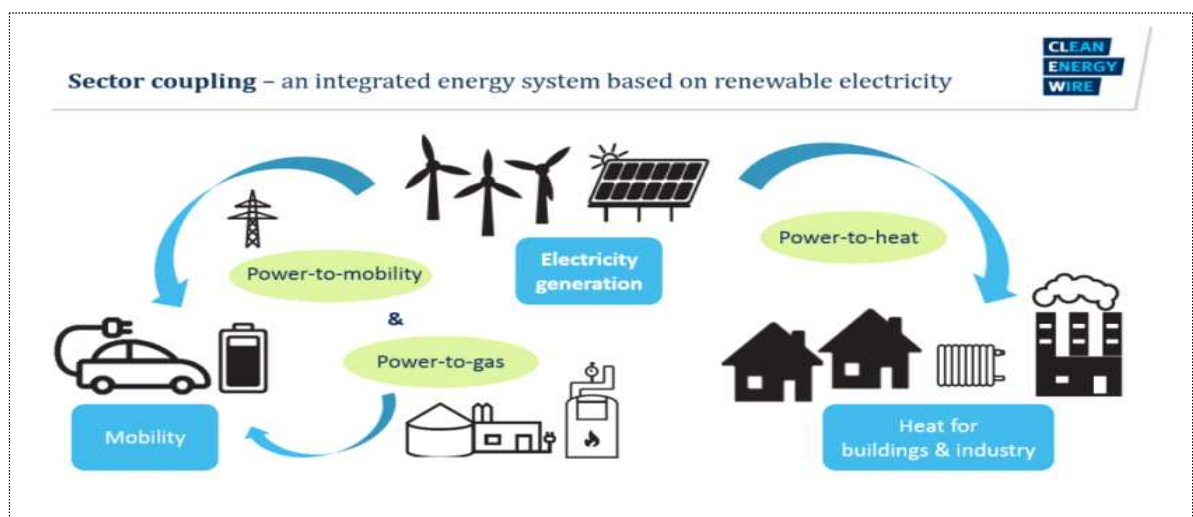 Sector coupling – an integrated energy system based on renewable electricity
CLEAN
ENERGY
WIRE
Power-to-heat
Power-to-mobility
Electricity
generation
&
Power-to-gas
Mobility
Heat for
buildings & industry